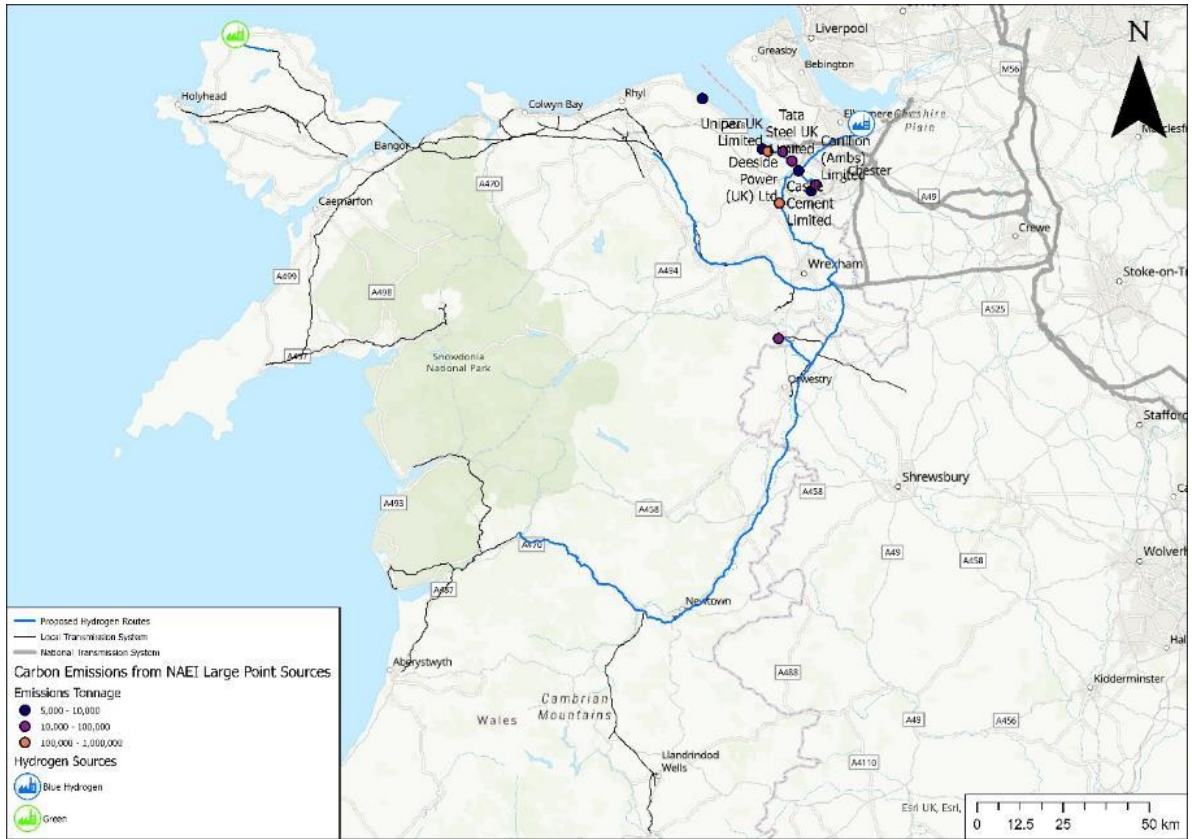 Liverpool
Greasby
Bebington
N
M56
Holyhead
Rhyl
Colwyn Bay
Bangor
Uniper UK
Limited
Tata
Steel UK
Limited
Cheshire
Plain
Carillion
(Ambs)
Limited
Deeside
Power
(UK) Ltd
Chester
Castle
Cement
Limited
A470
A49
Caernarfon
Crewe
A499
A494
Wrexham
A498
Stoke-on-Tr
A525
A497
Snowdonia
National Park
Oswestry
Stafford
Shrewsbury
A493
A458
A458
A470
A49
A458
Wolverh
A487
Newtown
Aberystwyth
A488
Kidderminster
Cambrian
Mountains
Wales
A49
A456
Llandrindod
Wells
A4110
Esri UK, Esri,
Proposed Hydrogen Routes
Local Transmission System
National Transmission System
Carbon Emissions from NAEI Large Point Sources
Emissions Tonnage
5,000 - 10,000
10,000 - 100,000
100,000 - 1,000,000
Hydrogen Sources
Blue Hydrogen
Green
0 12.5 25 50 km